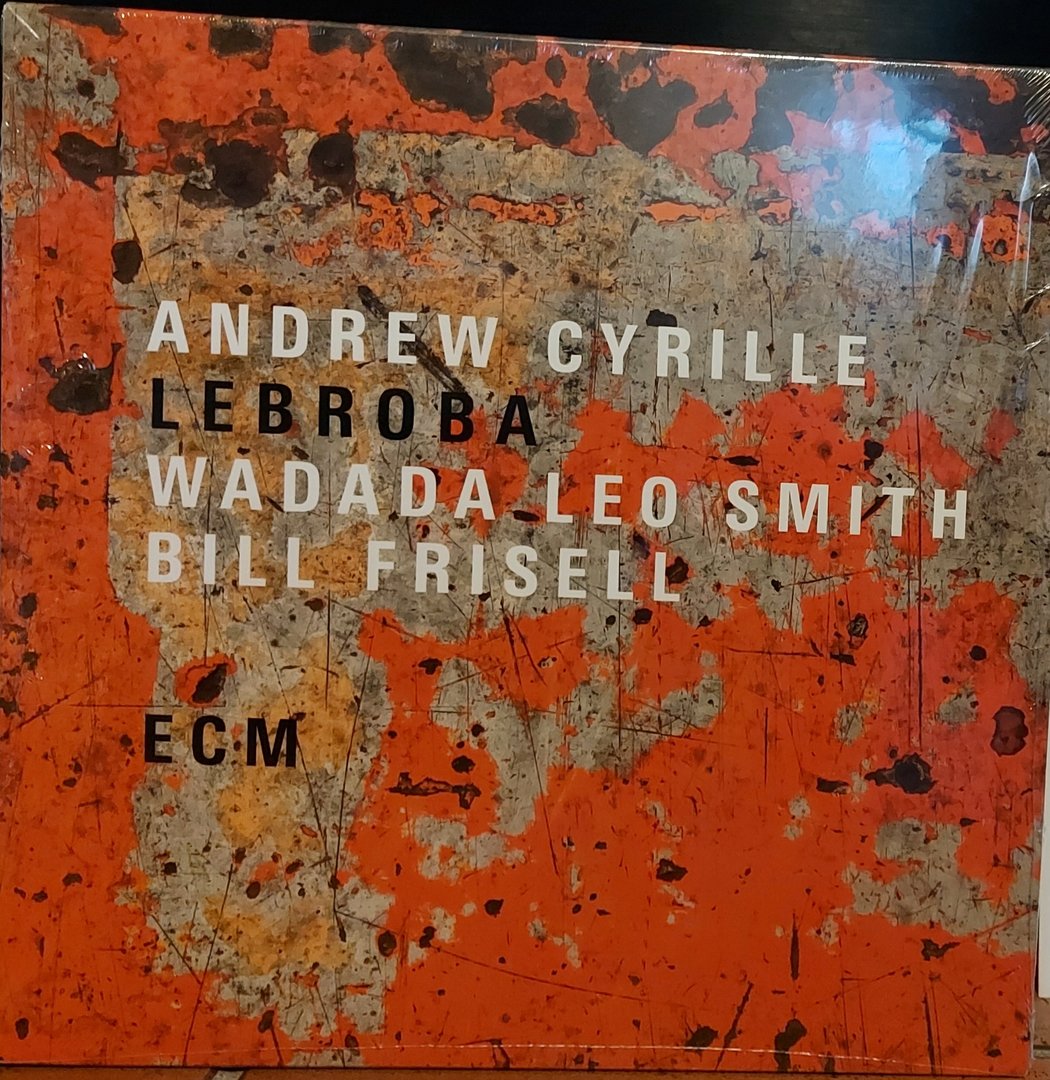 ANDREW CYRILLE
LEBROBA
WADADA LEO SMITH
BILL FRISELL
ECM